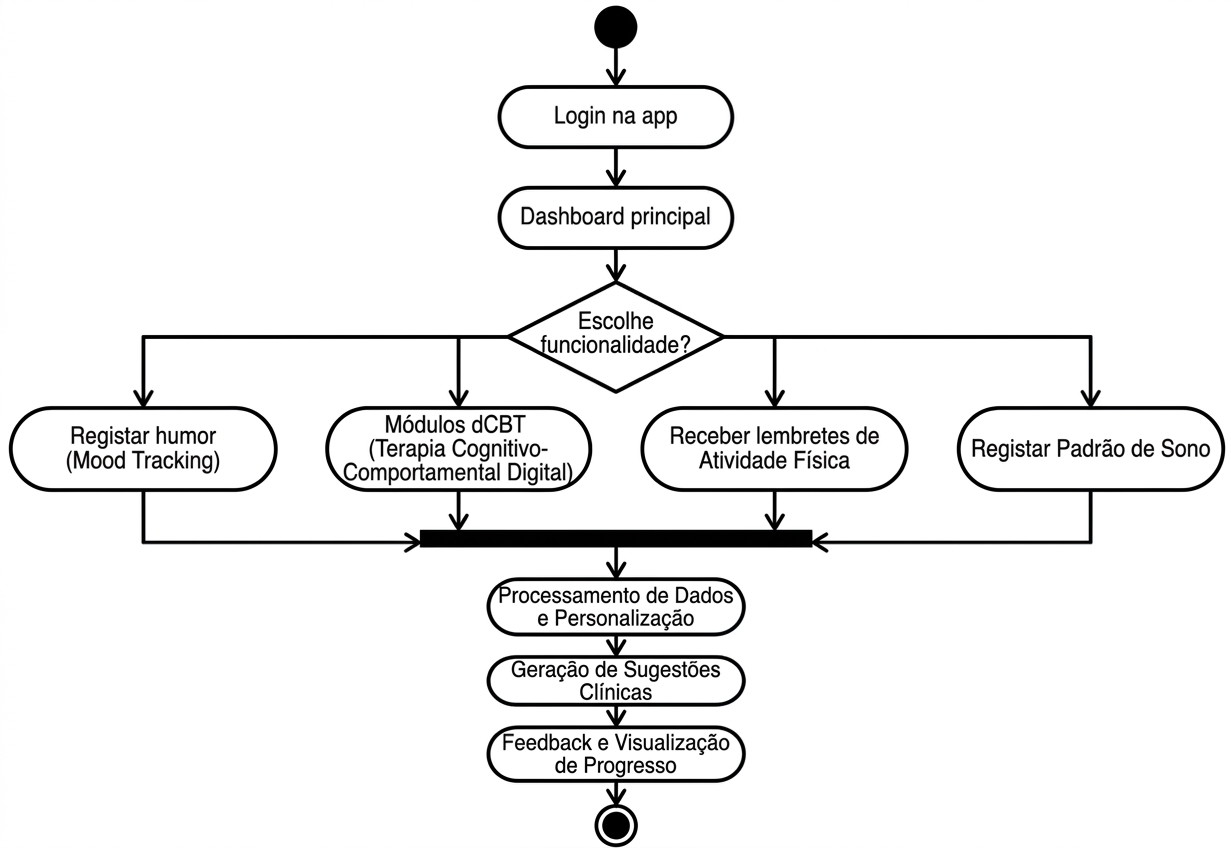 Login na app
Dashboard principal
Escolhe
funcionalidade?
Registar humor
(Mood Tracking)
Módulos dCBT
(Terapia Cognitivo-
Comportamental Digital)
Receber lembretes de
Atividade Física
Registar Padrão de Sono
Processamento de Dados
e Personalização
Geração de Sugestões
Clínicas
Feedback e Visualização
de Progresso